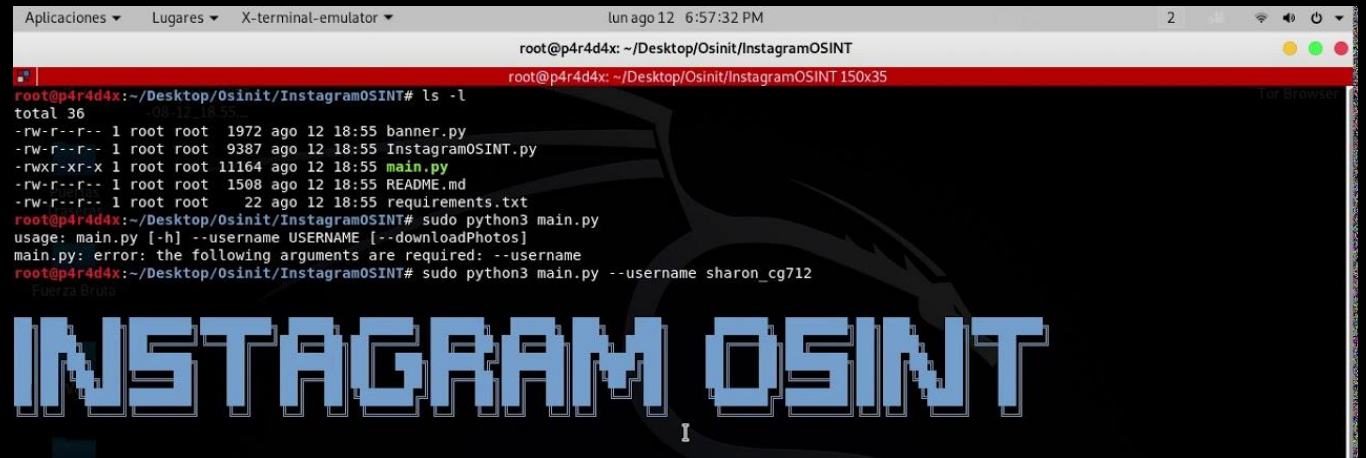 Aplicaciones ▾ Lugares ▾ X-terminal-emulator ▾ lun ago 12 6:57:32 PM 2
root@p4r4d4x: ~/Desktop/Osinit/InstagramOSINT
root@p4r4d4x: ~/Desktop/Osinit/InstagramOSINT 150x35
Tor Browser
root@p4r4d4x:~/Desktop/Osinit/InstagramOSINT# ls -l
total 36
-08-12_18.55...
-rw-r--r-- 1 root root 1972 ago 12 18:55 banner.py
-rw-r--r-- 1 root root 9387 ago 12 18:55 InstagramOSINT.py
-rwxr-xr-x 1 root root 11164 ago 12 18:55 main.py
-rw-r--r-- 1 root root 1508 ago 12 18:55 README.md
-rw-r--r-- 1 root root 22 ago 12 18:55 requirements.txt
root@p4r4d4x:~/Desktop/Osinit/InstagramOSINT# sudo python3 main.py
usage: main.py [-h] --username USERNAME [--downloadPhotos]
main.py: error: the following arguments are required: --username
root@p4r4d4x:~/Desktop/Osinit/InstagramOSINT# sudo python3 main.py --username sharon_cg712
Fuerza Bruta
INSTAGRAM OSINT